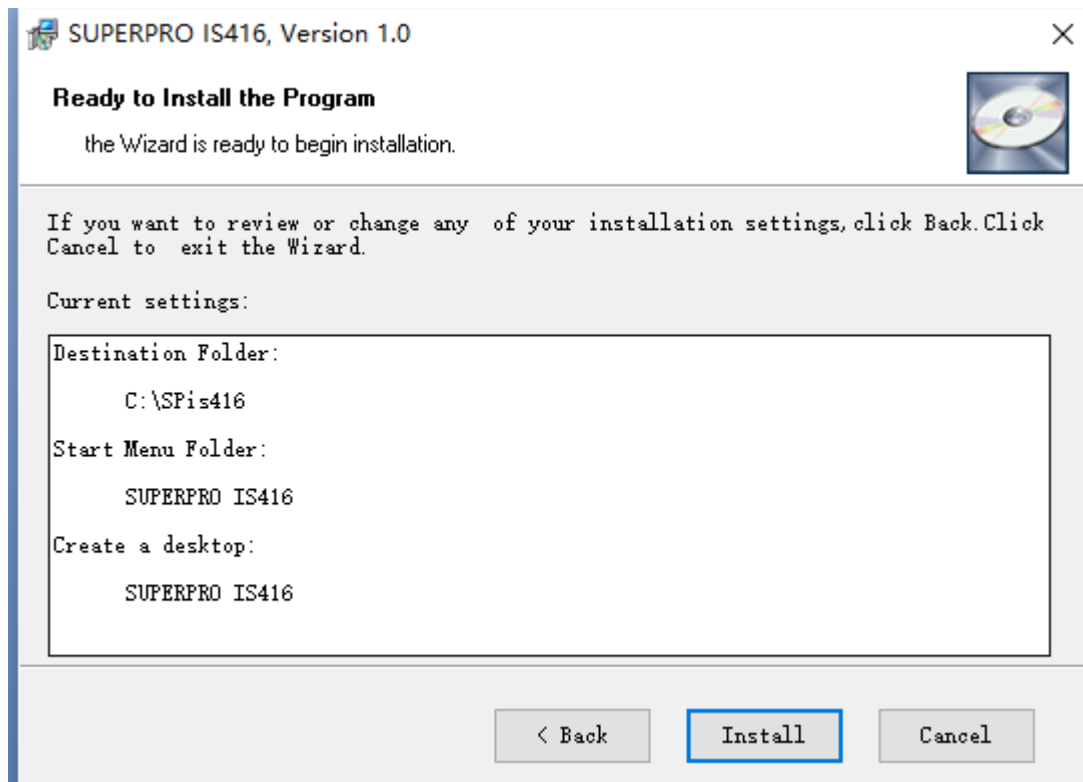 SUPERPRO IS416, Version 1.0
Ready to Install the Program
the Wizard is ready to begin installation.
If you want to review or change any  of your installation settings,click Back.Click
Cancel to  exit the Wizard.
Current settings:
Destination Folder:
C:\SPis416
Start Menu Folder:
SUPERPRO IS416
Create a desktop:
SUPERPRO IS416
< Back
Install
Cancel